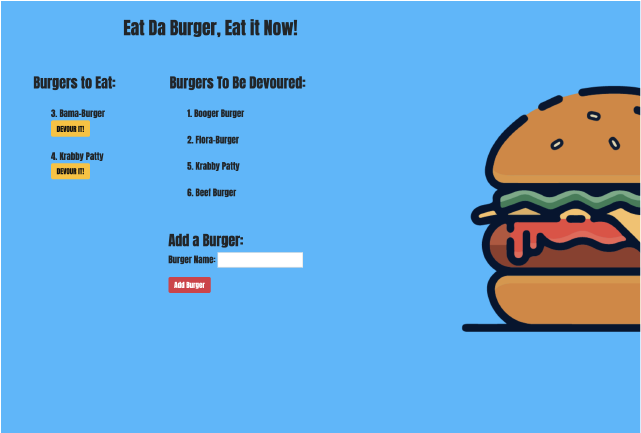 Eat Da Burger, Eat it Now!
Burgers to Eat:
3. Bama-Burger
DEVOUR IT!
4. Krabby Patty
DEVOUR IT!
Burgers To Be Devoured:
1. Booger Burger
2. Flora-Burger
5. Krabby Patty
6. Beef Burger
Add a Burger:
Burger Name:
Add Burger